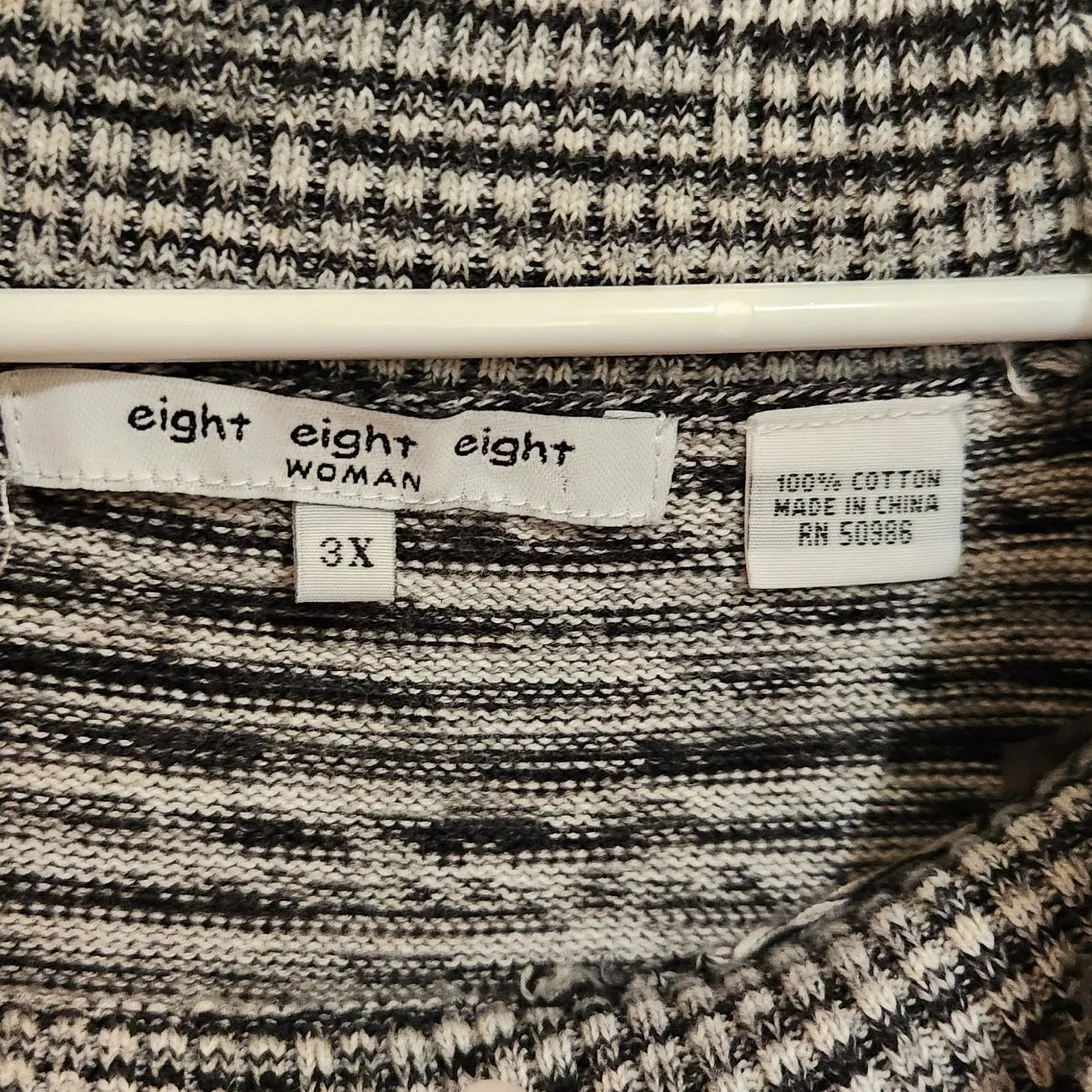 eight eight eight
WOMAN
3X
100% COTTON
MADE IN CHINA
RN 50986